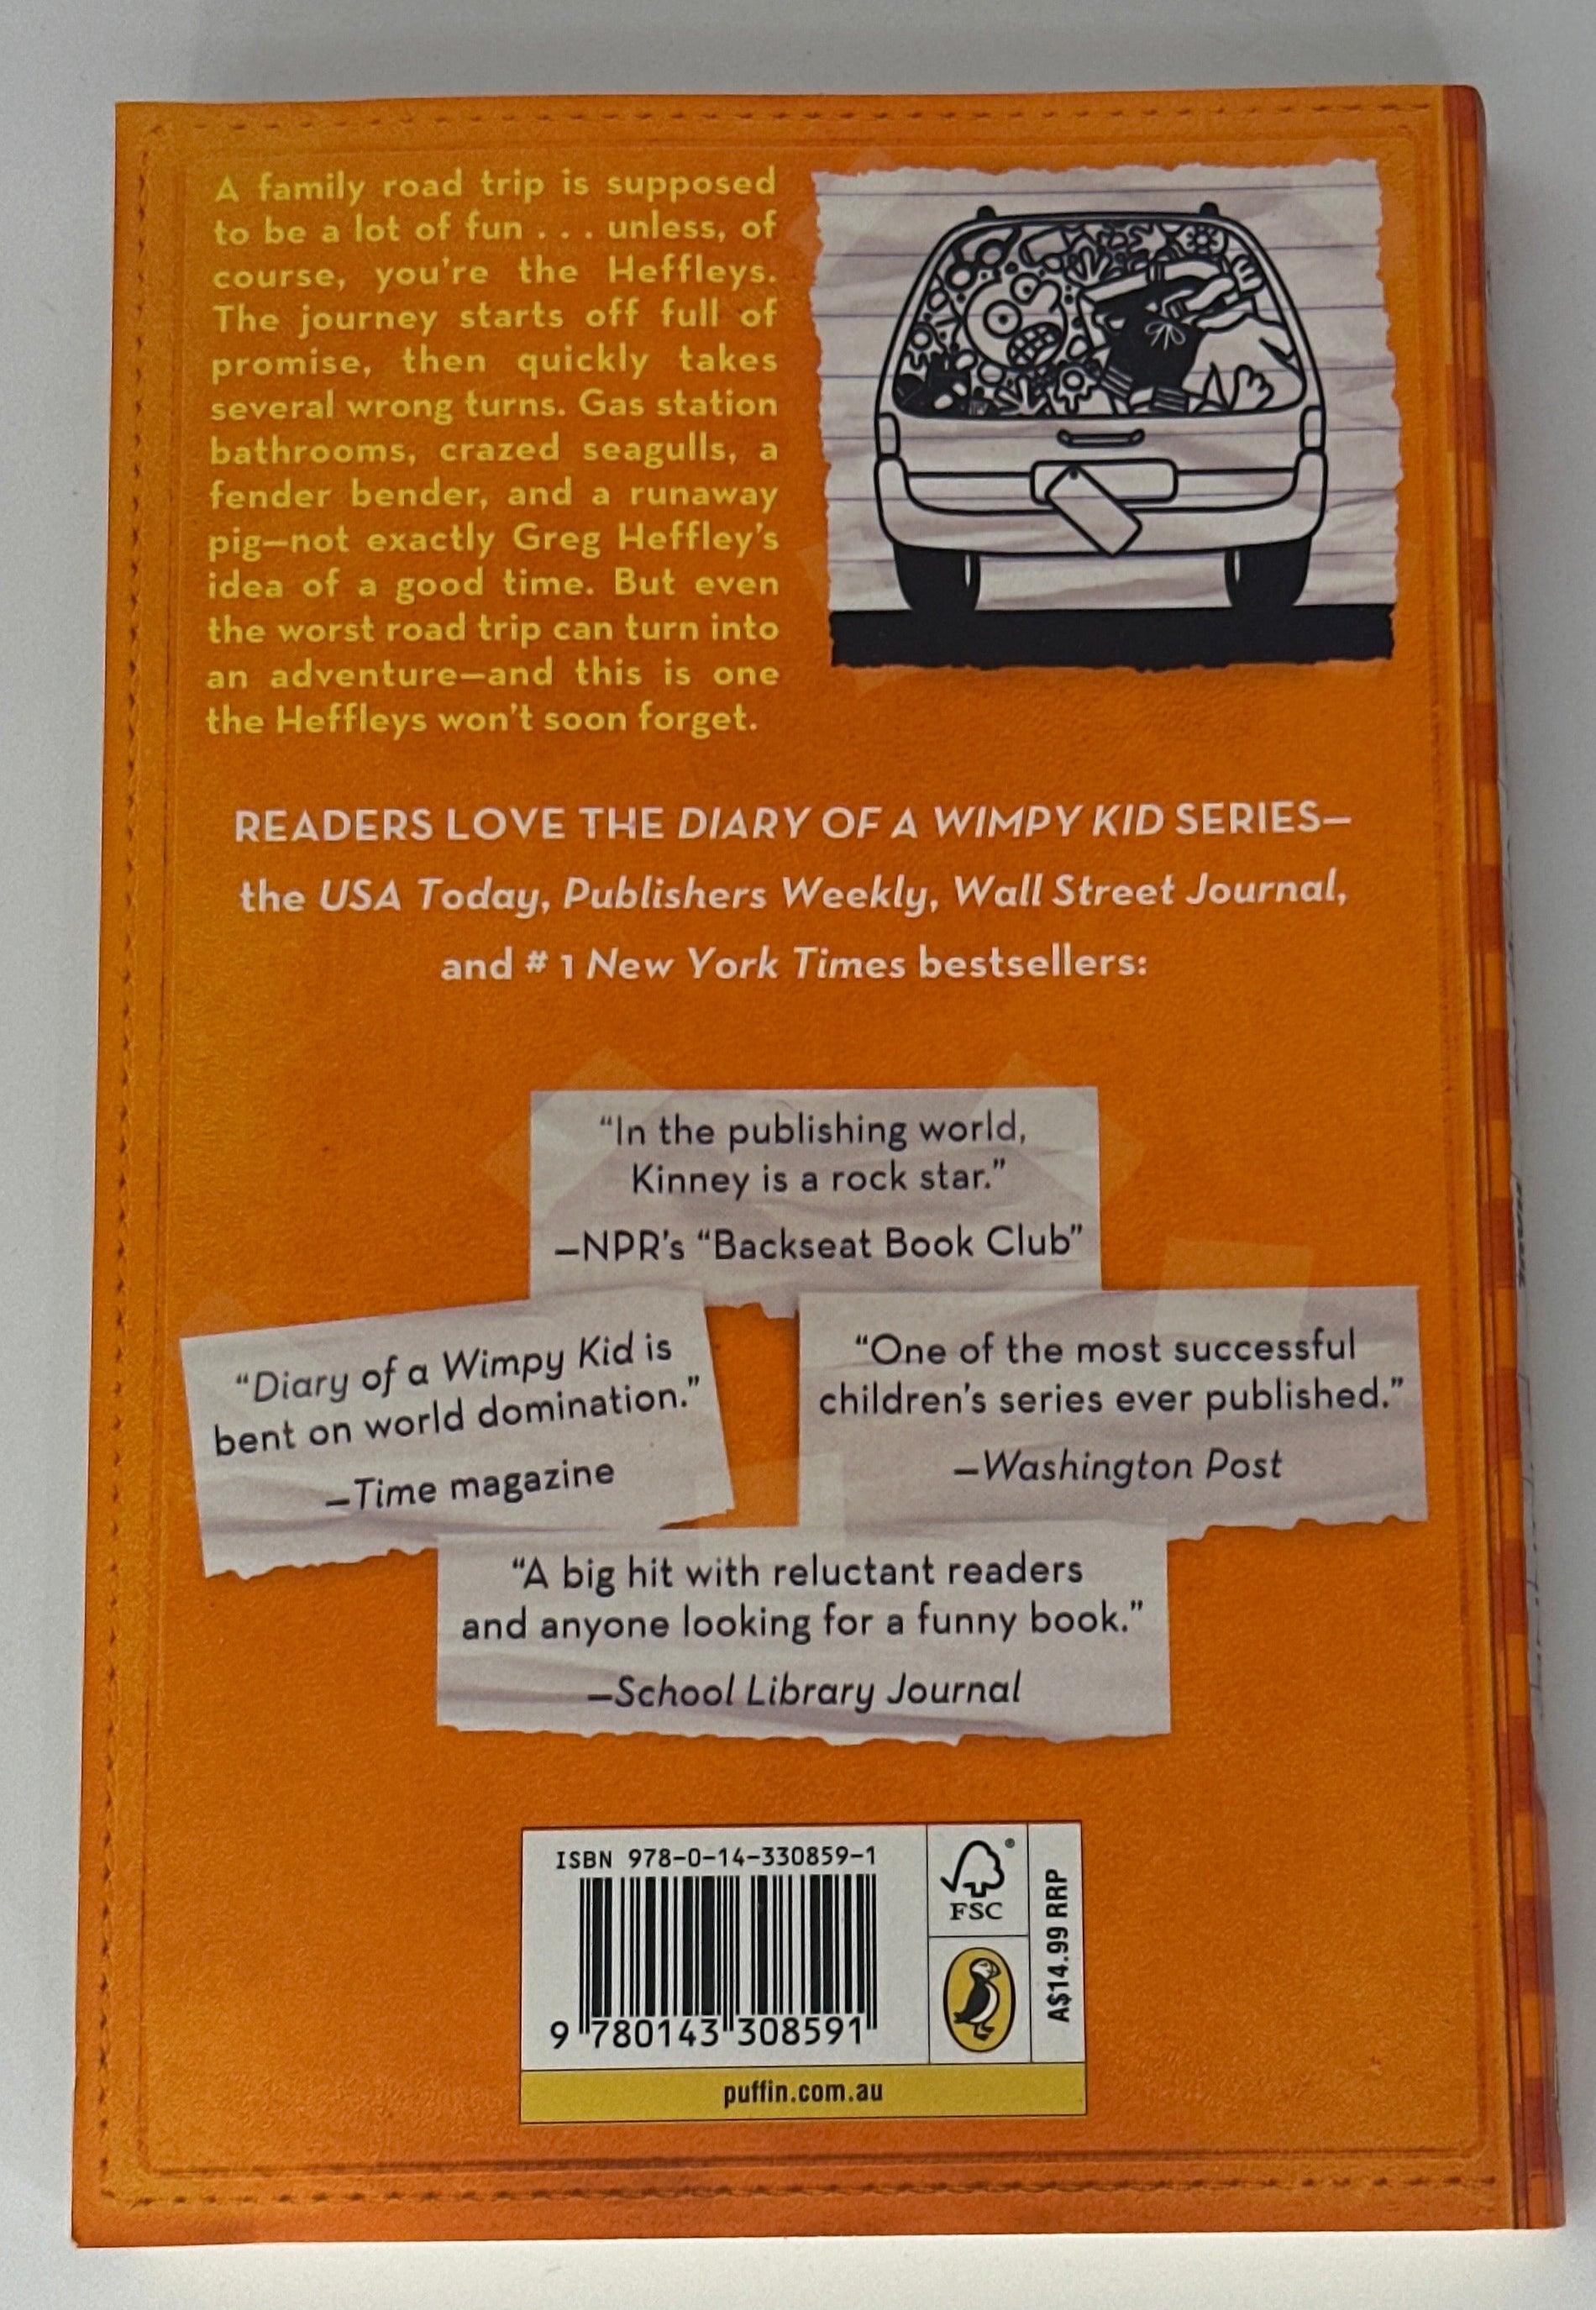 A family road trip is supposed
to be a lot of fun . . . unless, of
course, you're the Heffleys.
The journey starts off full of
promise, then quickly takes
several wrong turns. Gas station
bathrooms, crazed seagulls, a
fender bender, and a runaway
pig—not exactly Greg Heffley's
idea of a good time. But even
the worst road trip can turn into
an adventure—and this is one
the Heffleys won't soon forget.
READERS LOVE THE DIARY OF A WIMPY KID SERIES—
the USA Today, Publishers Weekly, Wall Street Journal,
and #1 New York Times bestsellers:
“In the publishing world,
Kinney is a rock star.”
—NPR's “Backseat Book Club”
“Diary of a Wimpy Kid is
bent on world domination.”
—Time magazine
“One of the most successful
children's series ever published.”
—Washington Post
“A big hit with reluctant readers
and anyone looking for a funny book.”
—School Library Journal
ISBN 978-0-14-330859-1
9 780143 308591
®
FSC
A$14.99 RRP
puffin.com.au